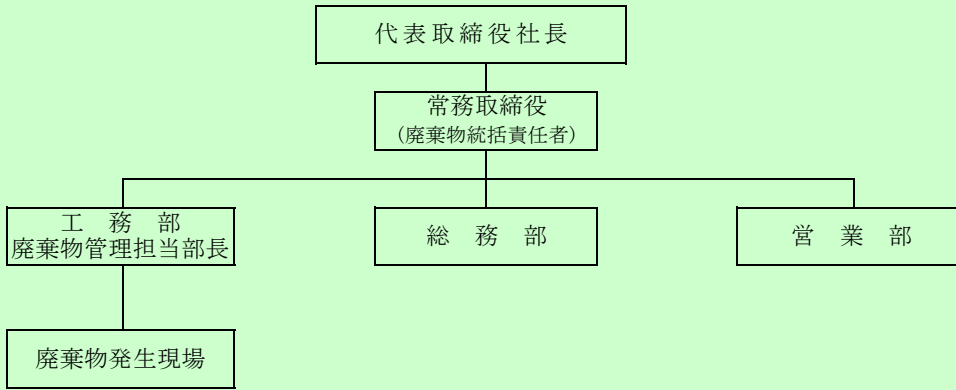 代表取締役社長
常務取締役
(廃棄物統括責任者)
工　務　部
廃棄物管理担当部長
総　務　部
営　業　部
廃棄物発生現場